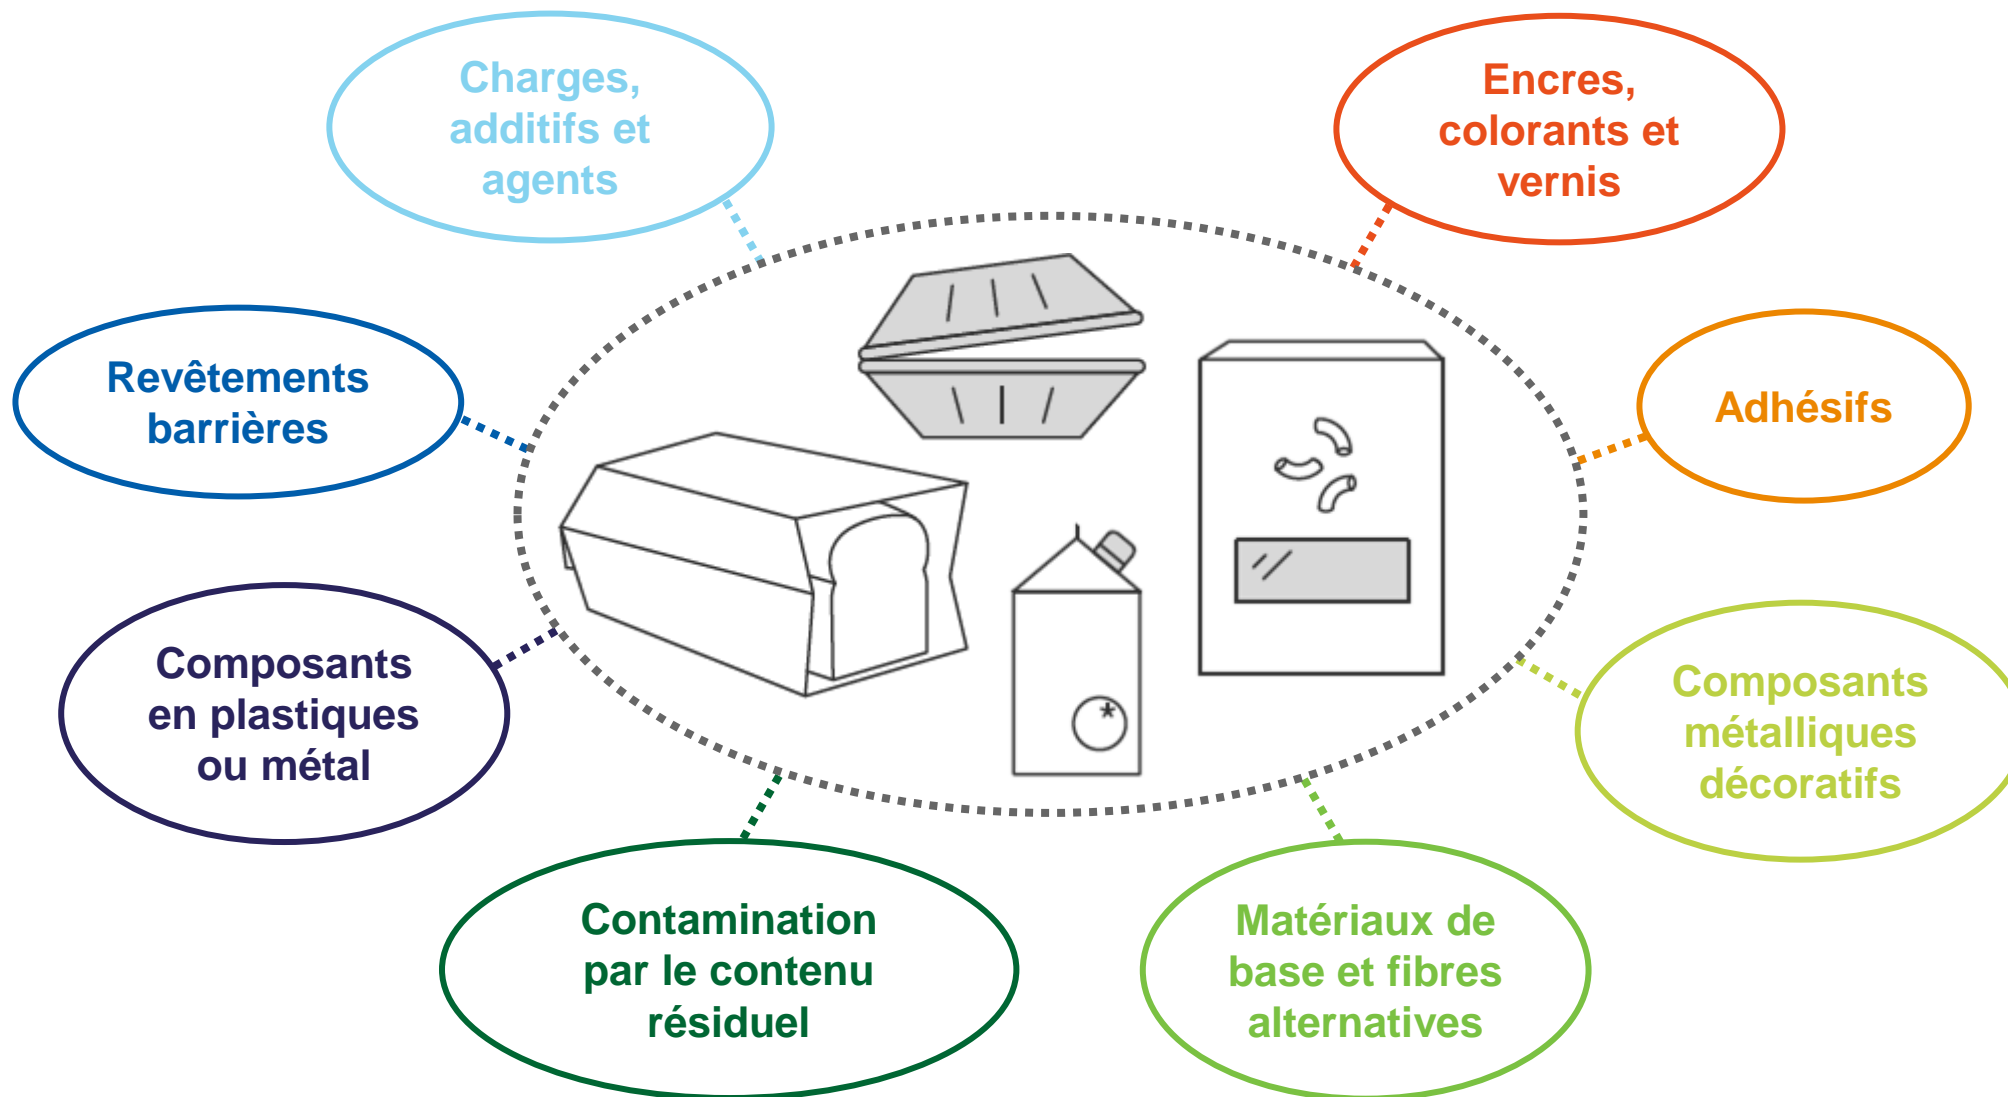 Charges,
additifs et
agents
Encres,
colorants et
vernis
Revêtements
barrières
Adhésifs
Composants
en plastiques
ou métal
Composants
métalliques
décoratifs
Contamination
par le contenu
résiduel
Matériaux de
base et fibres
alternatives